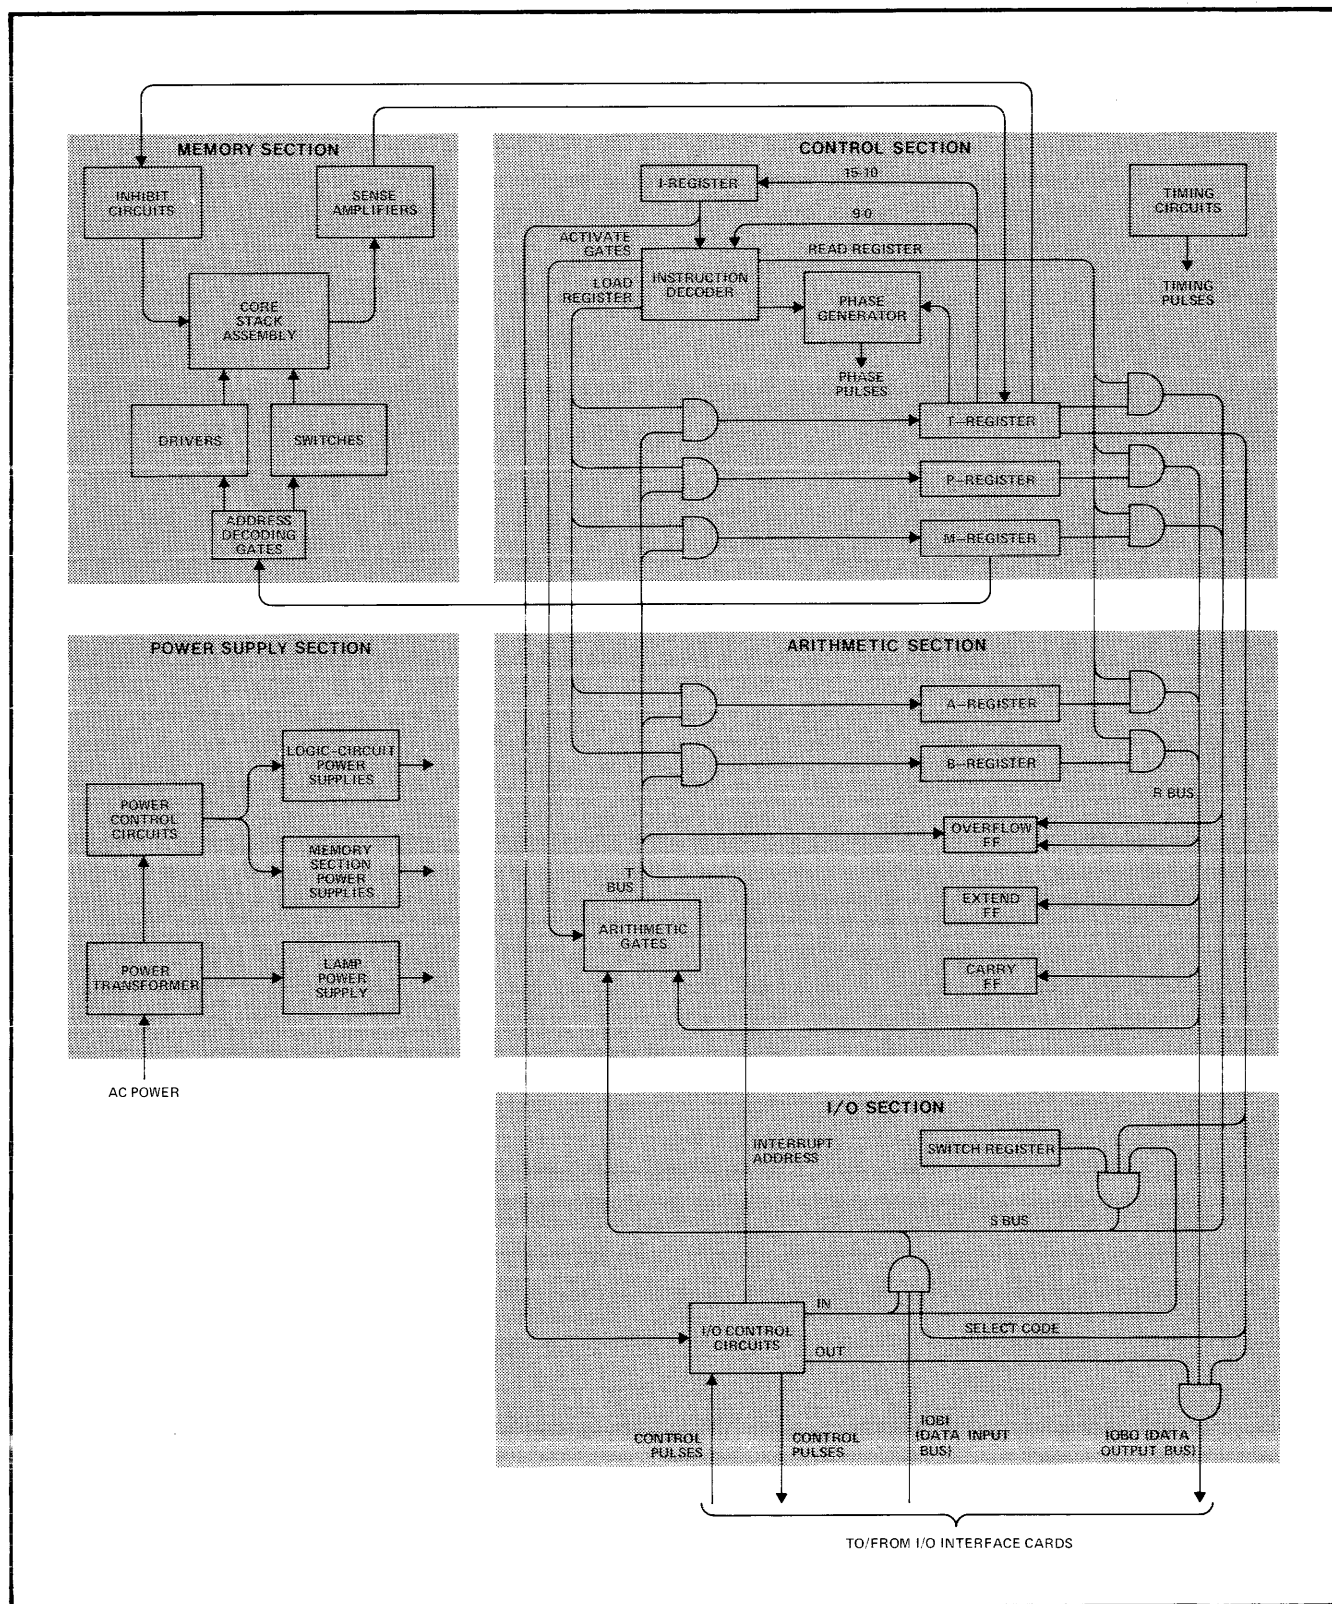 MEMORY SECTION
INHIBIT
CIRCUITS
SENSE
AMPLIFIERS
CORE
STACK
ASSEMBLY
DRIVERS
SWITCHES
ADDRESS
DECODING
GATES
CONTROL SECTION
I-REGISTER
15-10
9-0
TIMING
CIRCUITS
TIMING
PULSES
ACTIVATE
GATES
LOAD
REGISTER
INSTRUCTION
DECODER
READ REGISTER
PHASE
GENERATOR
PHASE
PULSES
T-REGISTER
P-REGISTER
M-REGISTER
POWER SUPPLY SECTION
LOGIC-CIRCUIT
POWER
SUPPLIES
POWER
CONTROL
CIRCUITS
MEMORY
SECTION
POWER
SUPPLIES
POWER
TRANSFORMER
LAMP
POWER
SUPPLY
AC POWER
ARITHMETIC SECTION
A-REGISTER
B-REGISTER
R BUS
OVERFLOW
FF
T
BUS
EXTEND
FF
ARITHMETIC
GATES
CARRY
FF
I/O SECTION
INTERRUPT
ADDRESS
SWITCH REGISTER
S BUS
IN
I/O CONTROL
CIRCUITS
SELECT CODE
OUT
CONTROL
PULSES
CONTROL
PULSES
IOBI
(DATA INPUT
BUS)
IOBO (DATA
OUTPUT BUS)
TO/FROM I/O INTERFACE CARDS